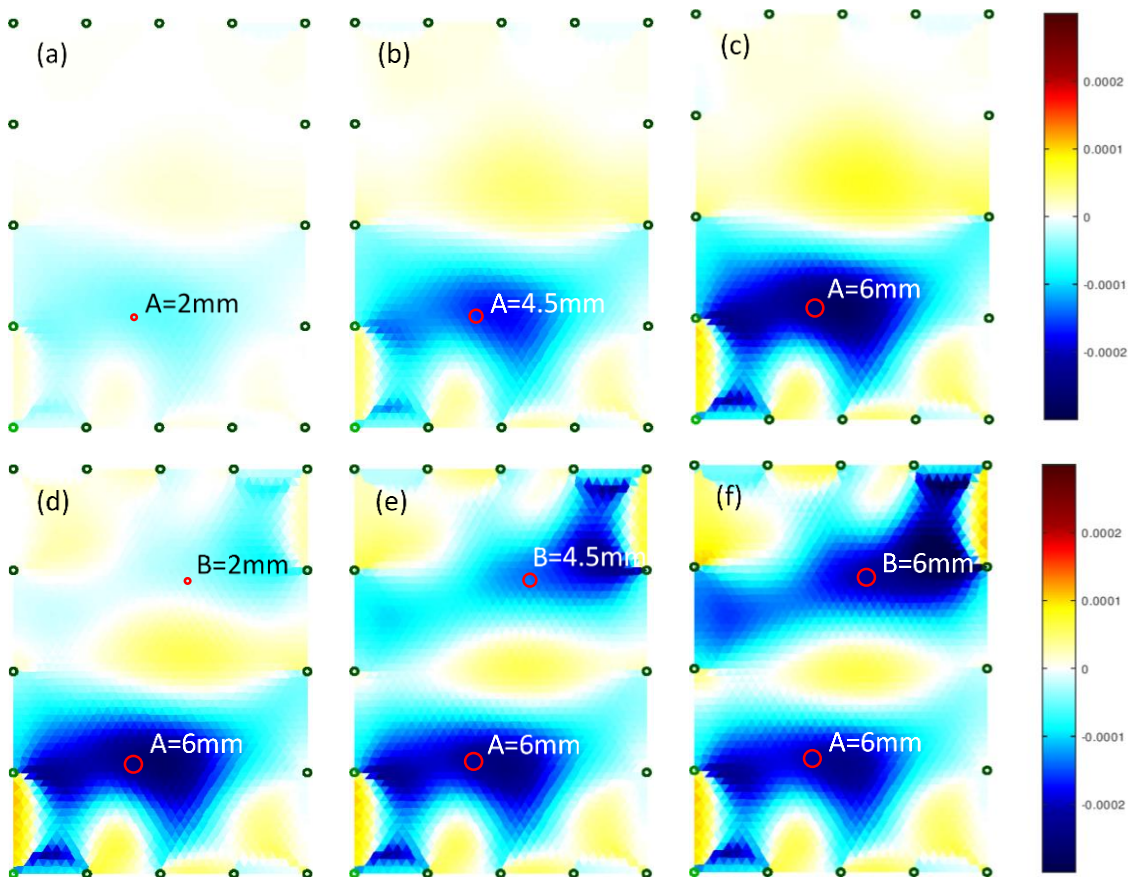 (a)
(b)
(c)
A=2mm
A=4.5mm
A=6mm
0.0002
0.0001
0
-0.0001
-0.0002
(d)
(e)
(f)
B=2mm
B=4.5mm
B=6mm
A=6mm
A=6mm
A=6mm
0.0002
0.0001
0
-0.0001
-0.0002